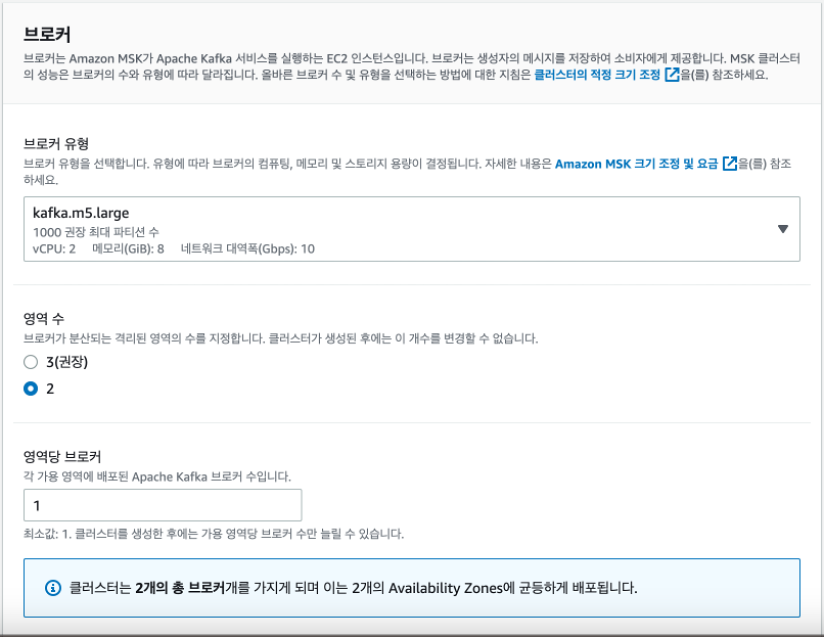 브로커
브로커는 Amazon MSK가 Apache Kafka 서비스를 실행하는 EC2 인스턴스입니다. 브로커는 생성자의 메시지를 저장하여 소비자에게 제공합니다. MSK 클러스터
의 성능은 브로커의 수와 유형에 따라 달라집니다. 올바른 브로커 수 및 유형을 선택하는 방법에 대한 지침은 클러스터의 적정 크기 조정 을(를) 참조하세요.
브로커 유형
브로커 유형을 선택합니다. 유형에 따라 브로커의 컴퓨팅, 메모리 및 스토리지 용량이 결정됩니다. 자세한 내용은 Amazon MSK 크기 조정 및 요금 을(를) 참조
하세요.
kafka.m5.large
1000 권장 최대 파티션 수
vCPU: 2 메모리(GiB): 8 네트워크 대역폭(Gbps): 10
영역 수
브로커가 분산되는 격리된 영역의 수를 지정합니다. 클러스터가 생성된 후에는 이 개수를 변경할 수 없습니다.
3(권장)
2
영역당 브로커
각 가용 영역에 배포된 Apache Kafka 브로커 수입니다.
1
최소값: 1. 클러스터를 생성한 후에는 가용 영역당 브로커 수만 늘릴 수 있습니다.
클러스터는 2개의 총 브로커개를 가지게 되며 이는 2개의 Availability Zones에 균등하게 배포됩니다.